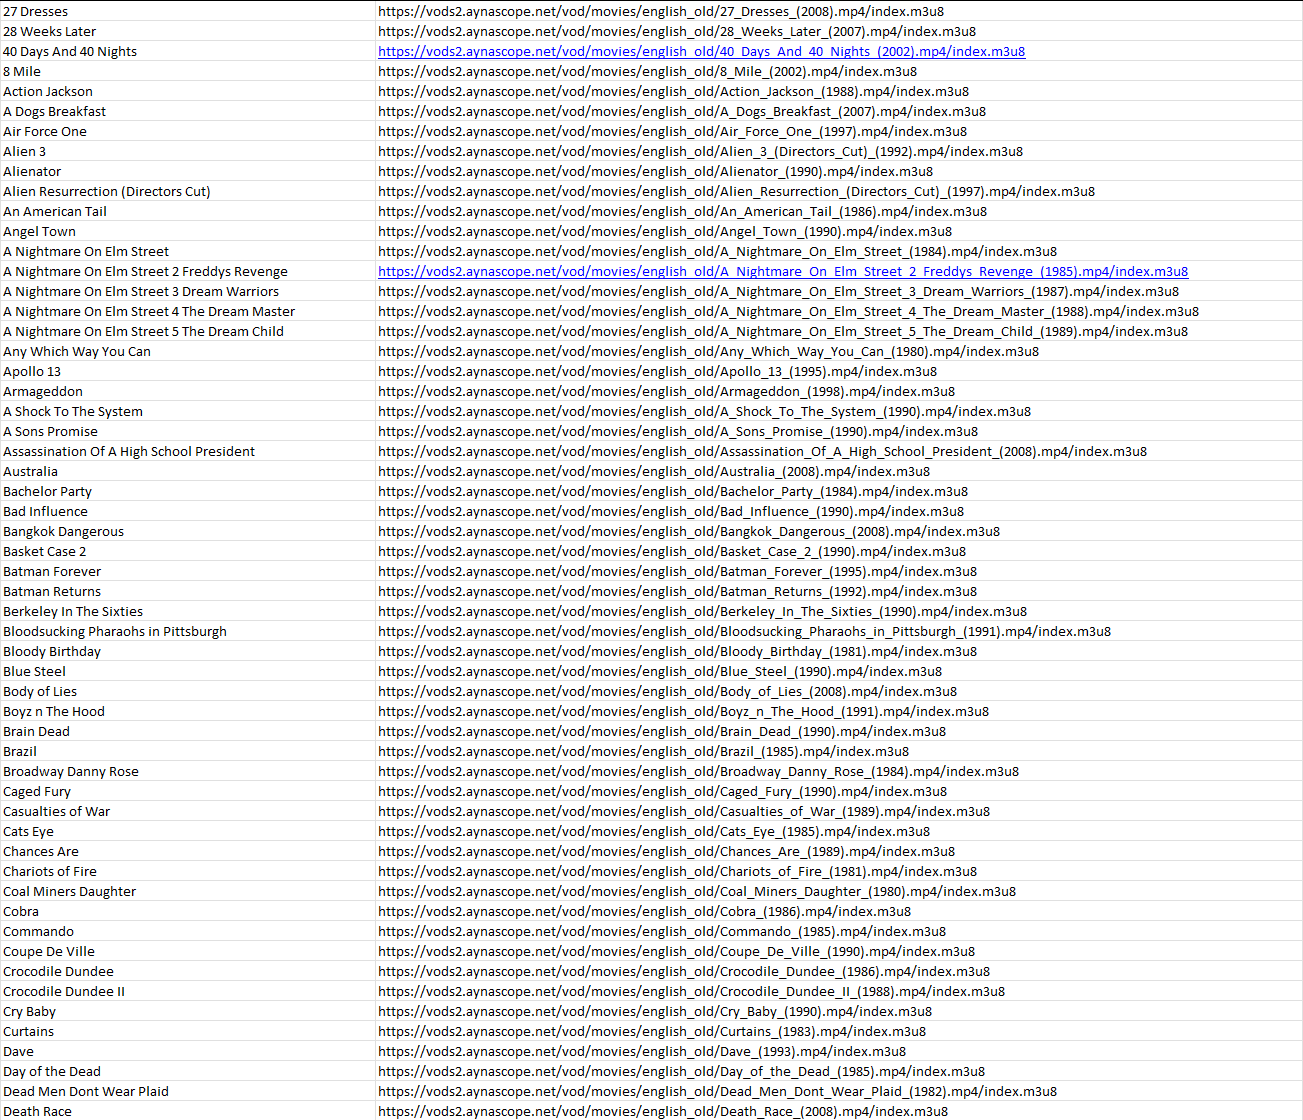 27 Dresses https://vods2.aynascope.net/vod/movies/english_old/27_Dresses_(2008).mp4/index.m3u8
28 Weeks Later https://vods2.aynascope.net/vod/movies/english_old/28_Weeks_Later_(2007).mp4/index.m3u8
40 Days And 40 Nights https://vods2.aynascope.net/vod/movies/english_old/40_Days_And_40_Nights_(2002).mp4/index.m3u8
8 Mile https://vods2.aynascope.net/vod/movies/english_old/8_Mile_(2002).mp4/index.m3u8
Action Jackson https://vods2.aynascope.net/vod/movies/english_old/Action_Jackson_(1988).mp4/index.m3u8
A Dogs Breakfast https://vods2.aynascope.net/vod/movies/english_old/A_Dogs_Breakfast_(2007).mp4/index.m3u8
Air Force One https://vods2.aynascope.net/vod/movies/english_old/Air_Force_One_(1997).mp4/index.m3u8
Alien 3 https://vods2.aynascope.net/vod/movies/english_old/Alien_3_(Directors_Cut)_(1992).mp4/index.m3u8
Alienator https://vods2.aynascope.net/vod/movies/english_old/Alienator_(1990).mp4/index.m3u8
Alien Resurrection (Directors Cut) https://vods2.aynascope.net/vod/movies/english_old/Alien_Resurrection_(Directors_Cut)_(1997).mp4/index.m3u8
An American Tail https://vods2.aynascope.net/vod/movies/english_old/An_American_Tail_(1986).mp4/index.m3u8
Angel Town https://vods2.aynascope.net/vod/movies/english_old/Angel_Town_(1990).mp4/index.m3u8
A Nightmare On Elm Street https://vods2.aynascope.net/vod/movies/english_old/A_Nightmare_On_Elm_Street_(1984).mp4/index.m3u8
A Nightmare On Elm Street 2 Freddys Revenge https://vods2.aynascope.net/vod/movies/english_old/A_Nightmare_On_Elm_Street_2_Freddys_Revenge_(1985).mp4/index.m3u8
A Nightmare On Elm Street 3 Dream Warriors https://vods2.aynascope.net/vod/movies/english_old/A_Nightmare_On_Elm_Street_3_Dream_Warriors_(1987).mp4/index.m3u8
A Nightmare On Elm Street 4 The Dream Master https://vods2.aynascope.net/vod/movies/english_old/A_Nightmare_On_Elm_Street_4_The_Dream_Master_(1988).mp4/index.m3u8
A Nightmare On Elm Street 5 The Dream Child https://vods2.aynascope.net/vod/movies/english_old/A_Nightmare_On_Elm_Street_5_The_Dream_Child_(1989).mp4/index.m3u8
Any Which Way You Can https://vods2.aynascope.net/vod/movies/english_old/Any_Which_Way_You_Can_(1980).mp4/index.m3u8
Apollo 13 https://vods2.aynascope.net/vod/movies/english_old/Apollo_13_(1995).mp4/index.m3u8
Armageddon https://vods2.aynascope.net/vod/movies/english_old/Armageddon_(1998).mp4/index.m3u8
A Shock To The System https://vods2.aynascope.net/vod/movies/english_old/A_Shock_To_The_System_(1990).mp4/index.m3u8
A Sons Promise https://vods2.aynascope.net/vod/movies/english_old/A_Sons_Promise_(1990).mp4/index.m3u8
Assassination Of A High School President https://vods2.aynascope.net/vod/movies/english_old/Assassination_Of_A_High_School_President_(2008).mp4/index.m3u8
Australia https://vods2.aynascope.net/vod/movies/english_old/Australia_(2008).mp4/index.m3u8
Bachelor Party https://vods2.aynascope.net/vod/movies/english_old/Bachelor_Party_(1984).mp4/index.m3u8
Bad Influence https://vods2.aynascope.net/vod/movies/english_old/Bad_Influence_(1990).mp4/index.m3u8
Bangkok Dangerous https://vods2.aynascope.net/vod/movies/english_old/Bangkok_Dangerous_(2008).mp4/index.m3u8
Basket Case 2 https://vods2.aynascope.net/vod/movies/english_old/Basket_Case_2_(1990).mp4/index.m3u8
Batman Forever https://vods2.aynascope.net/vod/movies/english_old/Batman_Forever_(1995).mp4/index.m3u8
Batman Returns https://vods2.aynascope.net/vod/movies/english_old/Batman_Returns_(1992).mp4/index.m3u8
Berkeley In The Sixties https://vods2.aynascope.net/vod/movies/english_old/Berkeley_In_The_Sixties_(1990).mp4/index.m3u8
Bloodsucking Pharaohs in Pittsburgh https://vods2.aynascope.net/vod/movies/english_old/Bloodsucking_Pharaohs_in_Pittsburgh_(1991).mp4/index.m3u8
Bloody Birthday https://vods2.aynascope.net/vod/movies/english_old/Bloody_Birthday_(1981).mp4/index.m3u8
Blue Steel https://vods2.aynascope.net/vod/movies/english_old/Blue_Steel_(1990).mp4/index.m3u8
Body of Lies https://vods2.aynascope.net/vod/movies/english_old/Body_of_Lies_(2008).mp4/index.m3u8
Boyz n The Hood https://vods2.aynascope.net/vod/movies/english_old/Boyz_n_The_Hood_(1991).mp4/index.m3u8
Brain Dead https://vods2.aynascope.net/vod/movies/english_old/Brain_Dead_(1990).mp4/index.m3u8
Brazil https://vods2.aynascope.net/vod/movies/english_old/Brazil_(1985).mp4/index.m3u8
Broadway Danny Rose https://vods2.aynascope.net/vod/movies/english_old/Broadway_Danny_Rose_(1984).mp4/index.m3u8
Caged Fury https://vods2.aynascope.net/vod/movies/english_old/Caged_Fury_(1990).mp4/index.m3u8
Casualties of War https://vods2.aynascope.net/vod/movies/english_old/Casualties_of_War_(1989).mp4/index.m3u8
Cats Eye https://vods2.aynascope.net/vod/movies/english_old/Cats_Eye_(1985).mp4/index.m3u8
Chances Are https://vods2.aynascope.net/vod/movies/english_old/Chances_Are_(1989).mp4/index.m3u8
Chariots of Fire https://vods2.aynascope.net/vod/movies/english_old/Chariots_of_Fire_(1981).mp4/index.m3u8
Coal Miners Daughter https://vods2.aynascope.net/vod/movies/english_old/Coal_Miners_Daughter_(1980).mp4/index.m3u8
Cobra https://vods2.aynascope.net/vod/movies/english_old/Cobra_(1986).mp4/index.m3u8
Commando https://vods2.aynascope.net/vod/movies/english_old/Commando_(1985).mp4/index.m3u8
Coupe De Ville https://vods2.aynascope.net/vod/movies/english_old/Coupe_De_Ville_(1990).mp4/index.m3u8
Crocodile Dundee https://vods2.aynascope.net/vod/movies/english_old/Crocodile_Dundee_(1986).mp4/index.m3u8
Crocodile Dundee II https://vods2.aynascope.net/vod/movies/english_old/Crocodile_Dundee_II_(1988).mp4/index.m3u8
Cry Baby https://vods2.aynascope.net/vod/movies/english_old/Cry_Baby_(1990).mp4/index.m3u8
Curtains https://vods2.aynascope.net/vod/movies/english_old/Curtains_(1983).mp4/index.m3u8
Dave https://vods2.aynascope.net/vod/movies/english_old/Dave_(1993).mp4/index.m3u8
Day of the Dead https://vods2.aynascope.net/vod/movies/english_old/Day_of_the_Dead_(1985).mp4/index.m3u8
Dead Men Dont Wear Plaid https://vods2.aynascope.net/vod/movies/english_old/Dead_Men_Dont_Wear_Plaid_(1982).mp4/index.m3u8
Death Race https://vods2.aynascope.net/vod/movies/english_old/Death_Race_(2008).mp4/index.m3u8